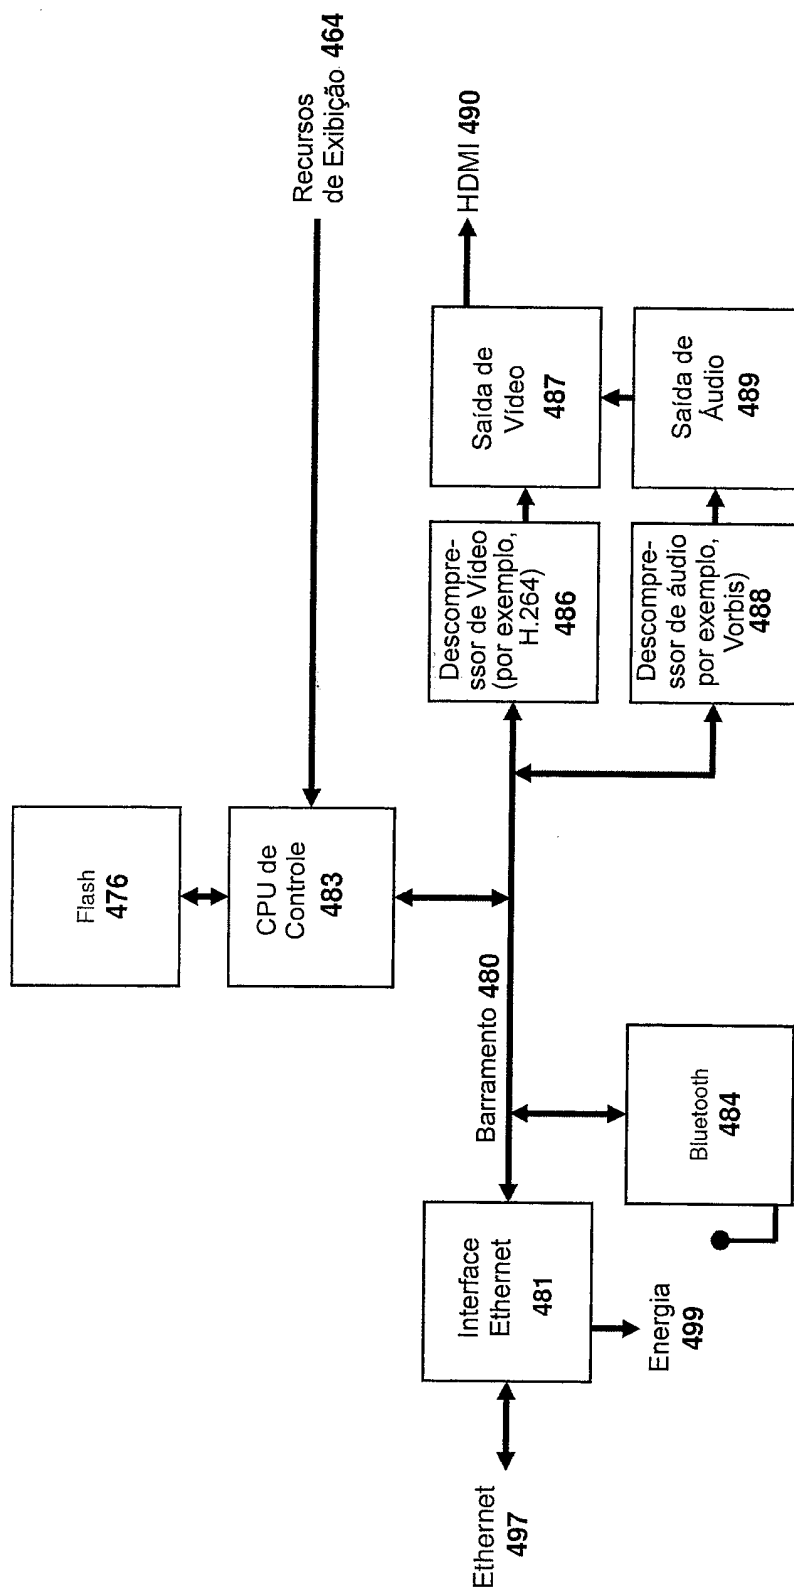 Recursos
de Exibição 464
Flash
476
CPU de
Controle
483
HDMI 490
Ethernet
497
Interface
Ethernet
481
Energia
499
Barramento 480
Bluetooth
484
Descompre-
ssor de Vídeo
(por exemplo,
H.264)
486
Saída de
Vídeo
487
Descompre-
ssor de áudio
por exemplo,
Vorbis)
488
Saída de
Áudio
489